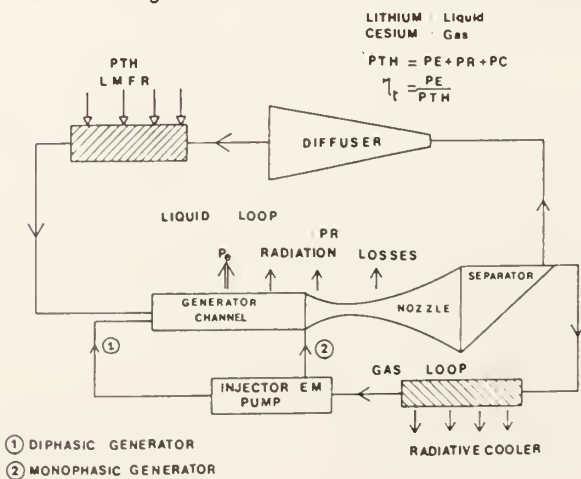 LITHIUM Liquid
CESIUM Gas
PTH = PE + PR + PC
ηt = PE
PTH
PTH
LMFR
DIFFUSER
LIQUID LOOP
PR
Pe RADIATION LOSSES
GENERATOR
CHANNEL
NOZZLE
SEPARATOR
①
②
GAS LOOP
INJECTOR EM
PUMP
RADIATIVE COOLER
① DIPHASIC GENERATOR
② MONOPHASIC GENERATOR